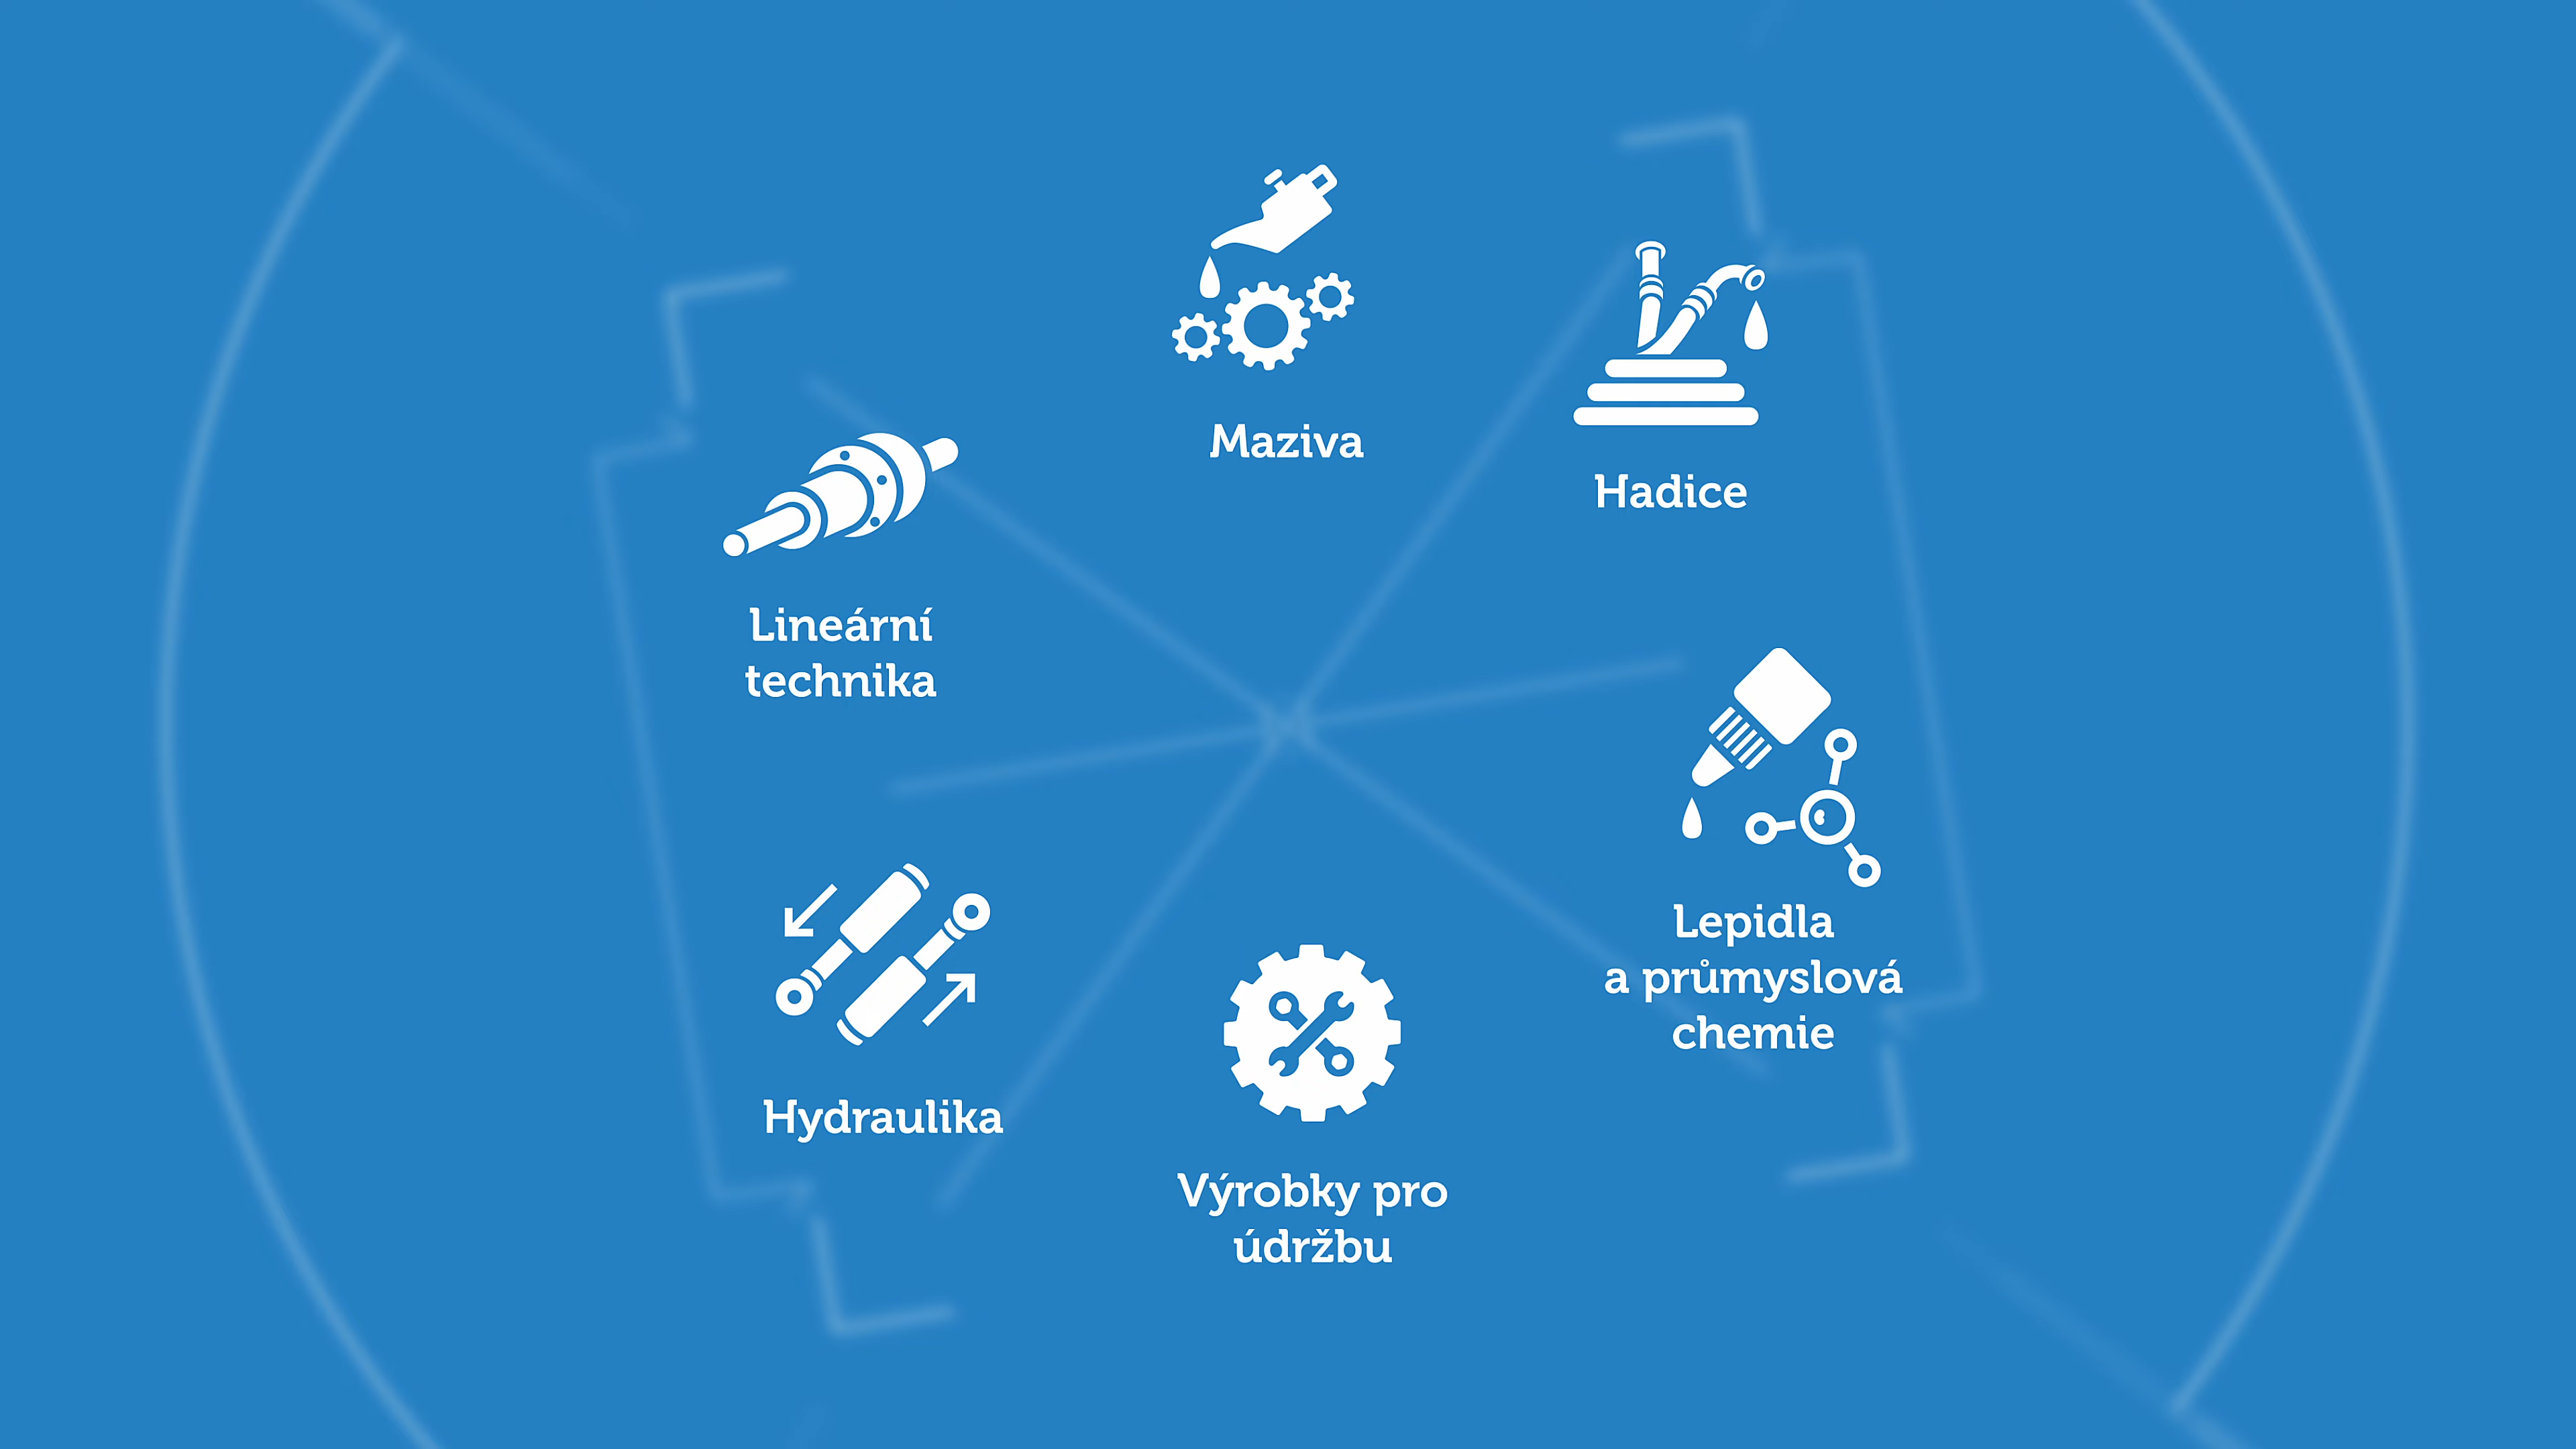 Maziva
Hadice
Lineární
technika
Lepidla
a průmyslová
chemie
Hydraulika
Výrobky pro
údržbu